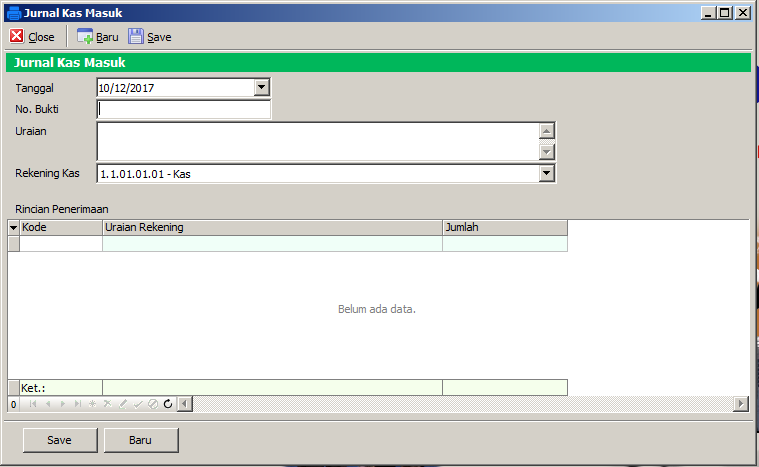 Jurnal Kas Masuk
Close Baru Save
Jurnal Kas Masuk
Tanggal 10/12/2017
No. Bukti
Uraian
Rekening Kas 1.1.01.01.01 - Kas
Rincian Penerimaan
Kode Uraian Rekening Jumlah
Belum ada data.
Ket.:
0
Save Baru